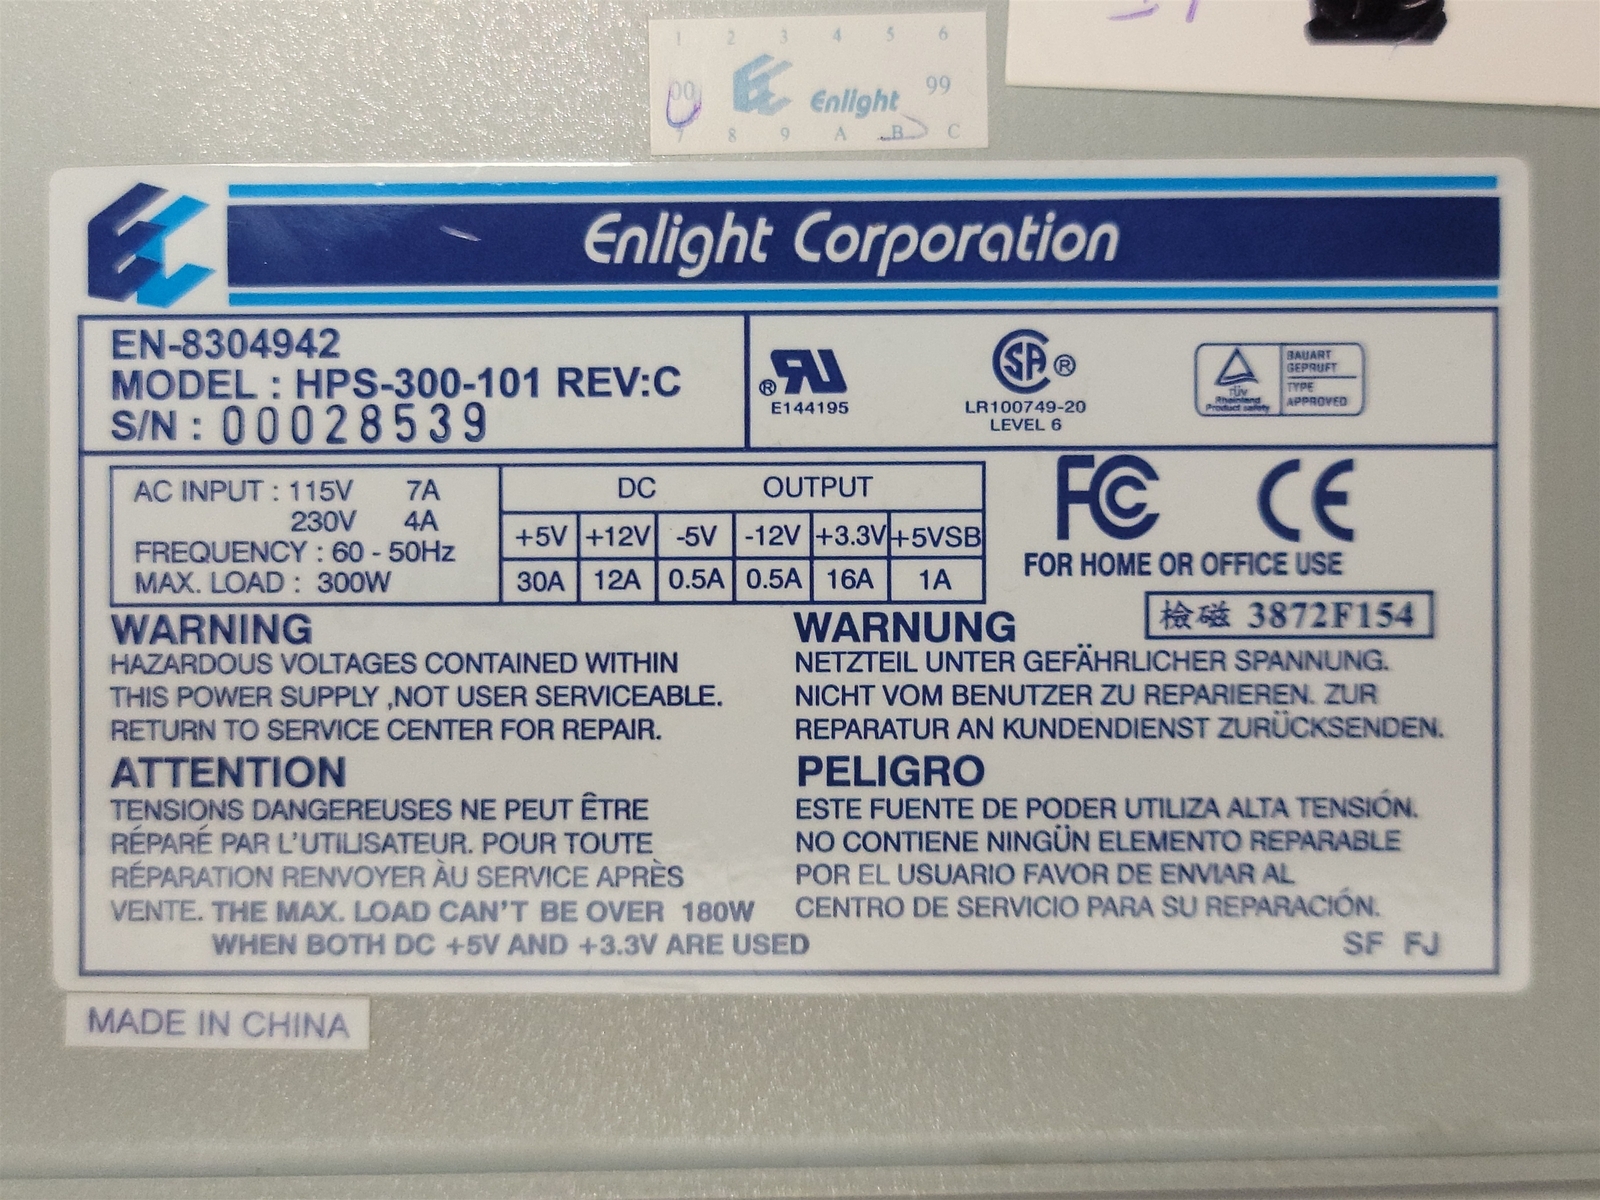 1 2 3 4 5 6
00 Enlight 99
7 8 9 A B C
Enlight Corporation
EN-8304942
MODEL : HPS-300-101 REV:C
S/N : 00028539
®
E144195
SA ®
LR100749-20
LEVEL 6
TÜV
Rheinland
Product safety
BAUART
GEPRUFT
TYPE
APPROVED
AC INPUT : 115V 7A
230V 4A
FREQUENCY : 60 - 50Hz
MAX. LOAD : 300W
DC OUTPUT
+5V +12V -5V -12V +3.3V +5VSB
30A 12A 0.5A 0.5A 16A 1A
FC CE
FOR HOME OR OFFICE USE
檢磁 3872F154
WARNING
HAZARDOUS VOLTAGES CONTAINED WITHIN
THIS POWER SUPPLY ,NOT USER SERVICEABLE.
RETURN TO SERVICE CENTER FOR REPAIR.
WARNUNG
NETZTEIL UNTER GEFÄHRLICHER SPANNUNG.
NICHT VOM BENUTZER ZU REPARIEREN. ZUR
REPARATUR AN KUNDENDIENST ZURÜCKSENDEN.
ATTENTION
TENSIONS DANGEREUSES NE PEUT ÊTRE
RÉPARÉ PAR L'UTILISATEUR. POUR TOUTE
RÉPARATION RENVOYER ÀU SERVICE APRÈS
VENTE. THE MAX. LOAD CAN'T BE OVER 180W
WHEN BOTH DC +5V AND +3.3V ARE USED
PELIGRO
ESTE FUENTE DE PODER UTILIZA ALTA TENSIÓN.
NO CONTIENE NINGÜN ELEMENTO REPARABLE
POR EL USUARIO FAVOR DE ENVIAR AL
CENTRO DE SERVICIO PARA SU REPARACIÓN.
SF FJ
MADE IN CHINA